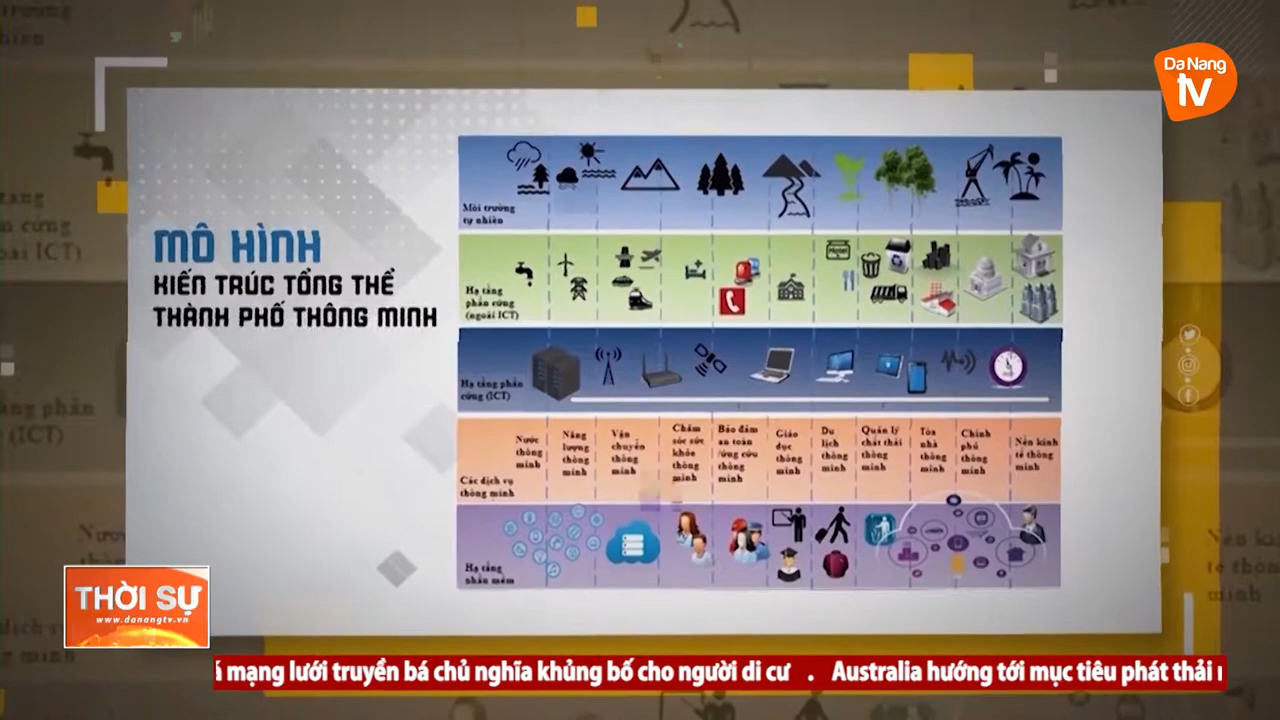 Da Nang
tv
MÔ HÌNH
KIẾN TRÚC TỔNG THỂ
THÀNH PHỐ THÔNG MINH
Môi trường
tự nhiên
Hạ tầng
phần cứng
(ngoài ICT)
Hạ tầng phần
cứng (ICT)
Các dịch vụ
thông minh
Nước
thông
minh
Năng
lượng
thông
minh
Vận
chuyển
thông
minh
Chăm
sóc sức
khỏe
thông
minh
Bảo đảm
an toàn
/ứng cứu
thông
minh
Giáo
dục
thông
minh
Du
lịch
thông
minh
Quản lý
chất thải
thông
minh
Tòa
nhà
thông
minh
Chính
phủ
thông
minh
Nền kinh
tế thông
minh
Hạ tầng
phần mềm
THỜI SỰ
www.danangtv.vn
mạng lưới truyền bá chủ nghĩa khủng bố cho người di cư . Australia hướng tới mục tiêu phát thải